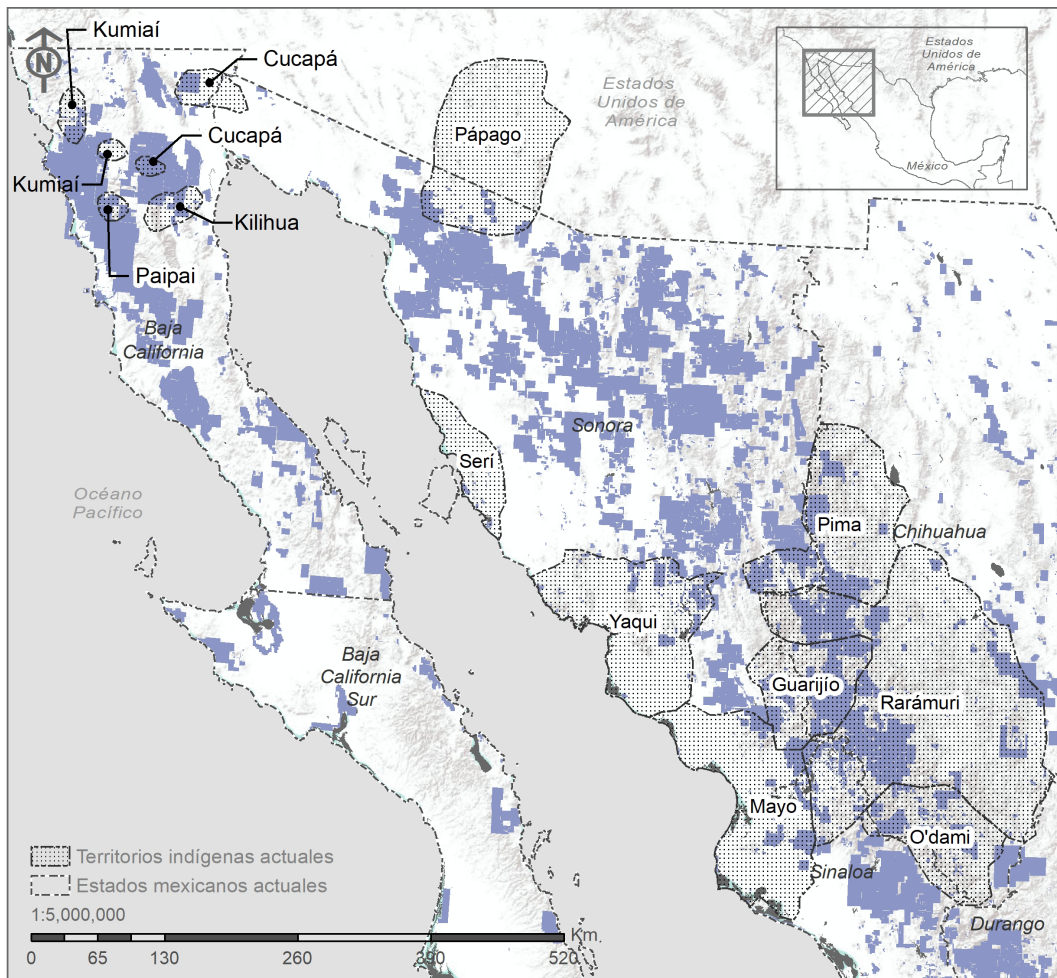 Kumiaí
N
Cucapá
Cucapá
Kumiaí
Kilihua
Paipai
Pápago
Estados
Unidos de
América
Estados
Unidos de
América
México
Baja
California
Sonora
Seri
Océano
Pacífico
Pima
Chihuahua
Yaqui
Baja
California
Sur
Guarijío
Rarámuri
Mayo
O'dami
Sinaloa
Durango
Territorios indígenas actuales
Estados mexicanos actuales
1:5,000,000
Km.
0 65 130 260 390 520